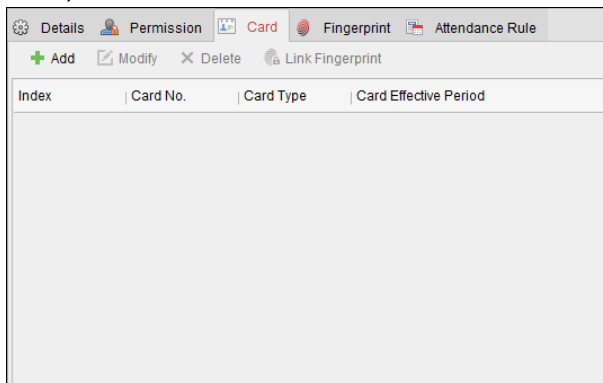 Details Permission Card Fingerprint Attendance Rule
Add Modify Delete Link Fingerprint
Index Card No. Card Type Card Effective Period